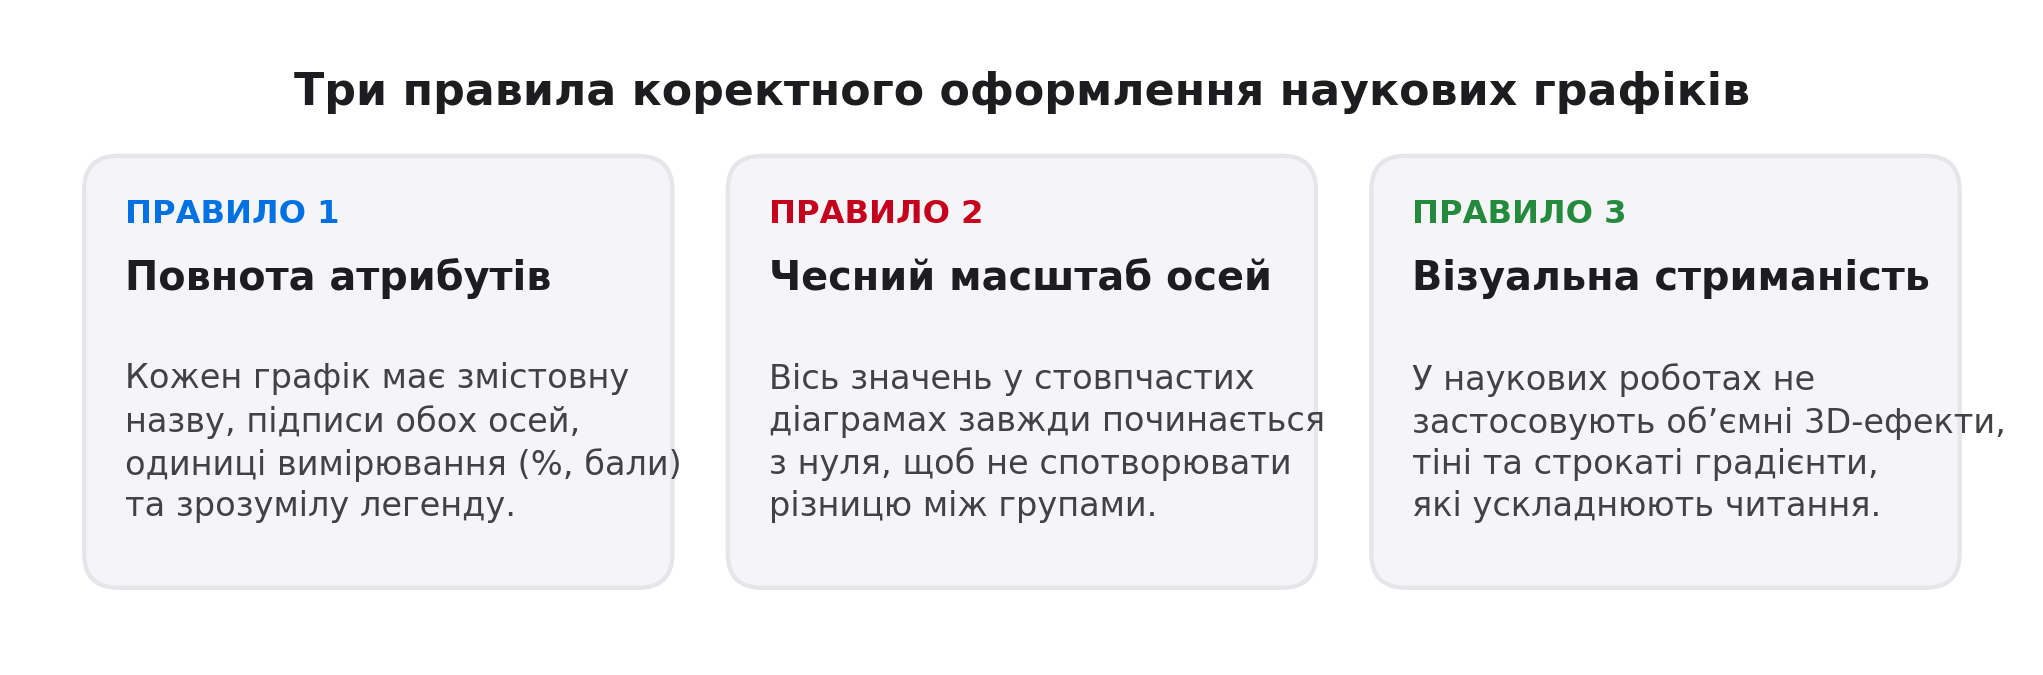 Три правила коректного оформлення наукових графіків
ПРАВИЛО 1
Повнота атрибутів
Кожен графік має змістовну
назву, підписи обох осей,
одиниці вимірювання (%, бали)
та зрозумілу легенду.
ПРАВИЛО 2
Чесний масштаб осей
Вісь значень у стовпчастих
діаграмах завжди починається
з нуля, щоб не спотворювати
різницю між групами.
ПРАВИЛО 3
Візуальна стриманість
У наукових роботах не
застосовують об’ємні 3D-ефекти,
тіні та строкаті градієнти,
які ускладнюють читання.